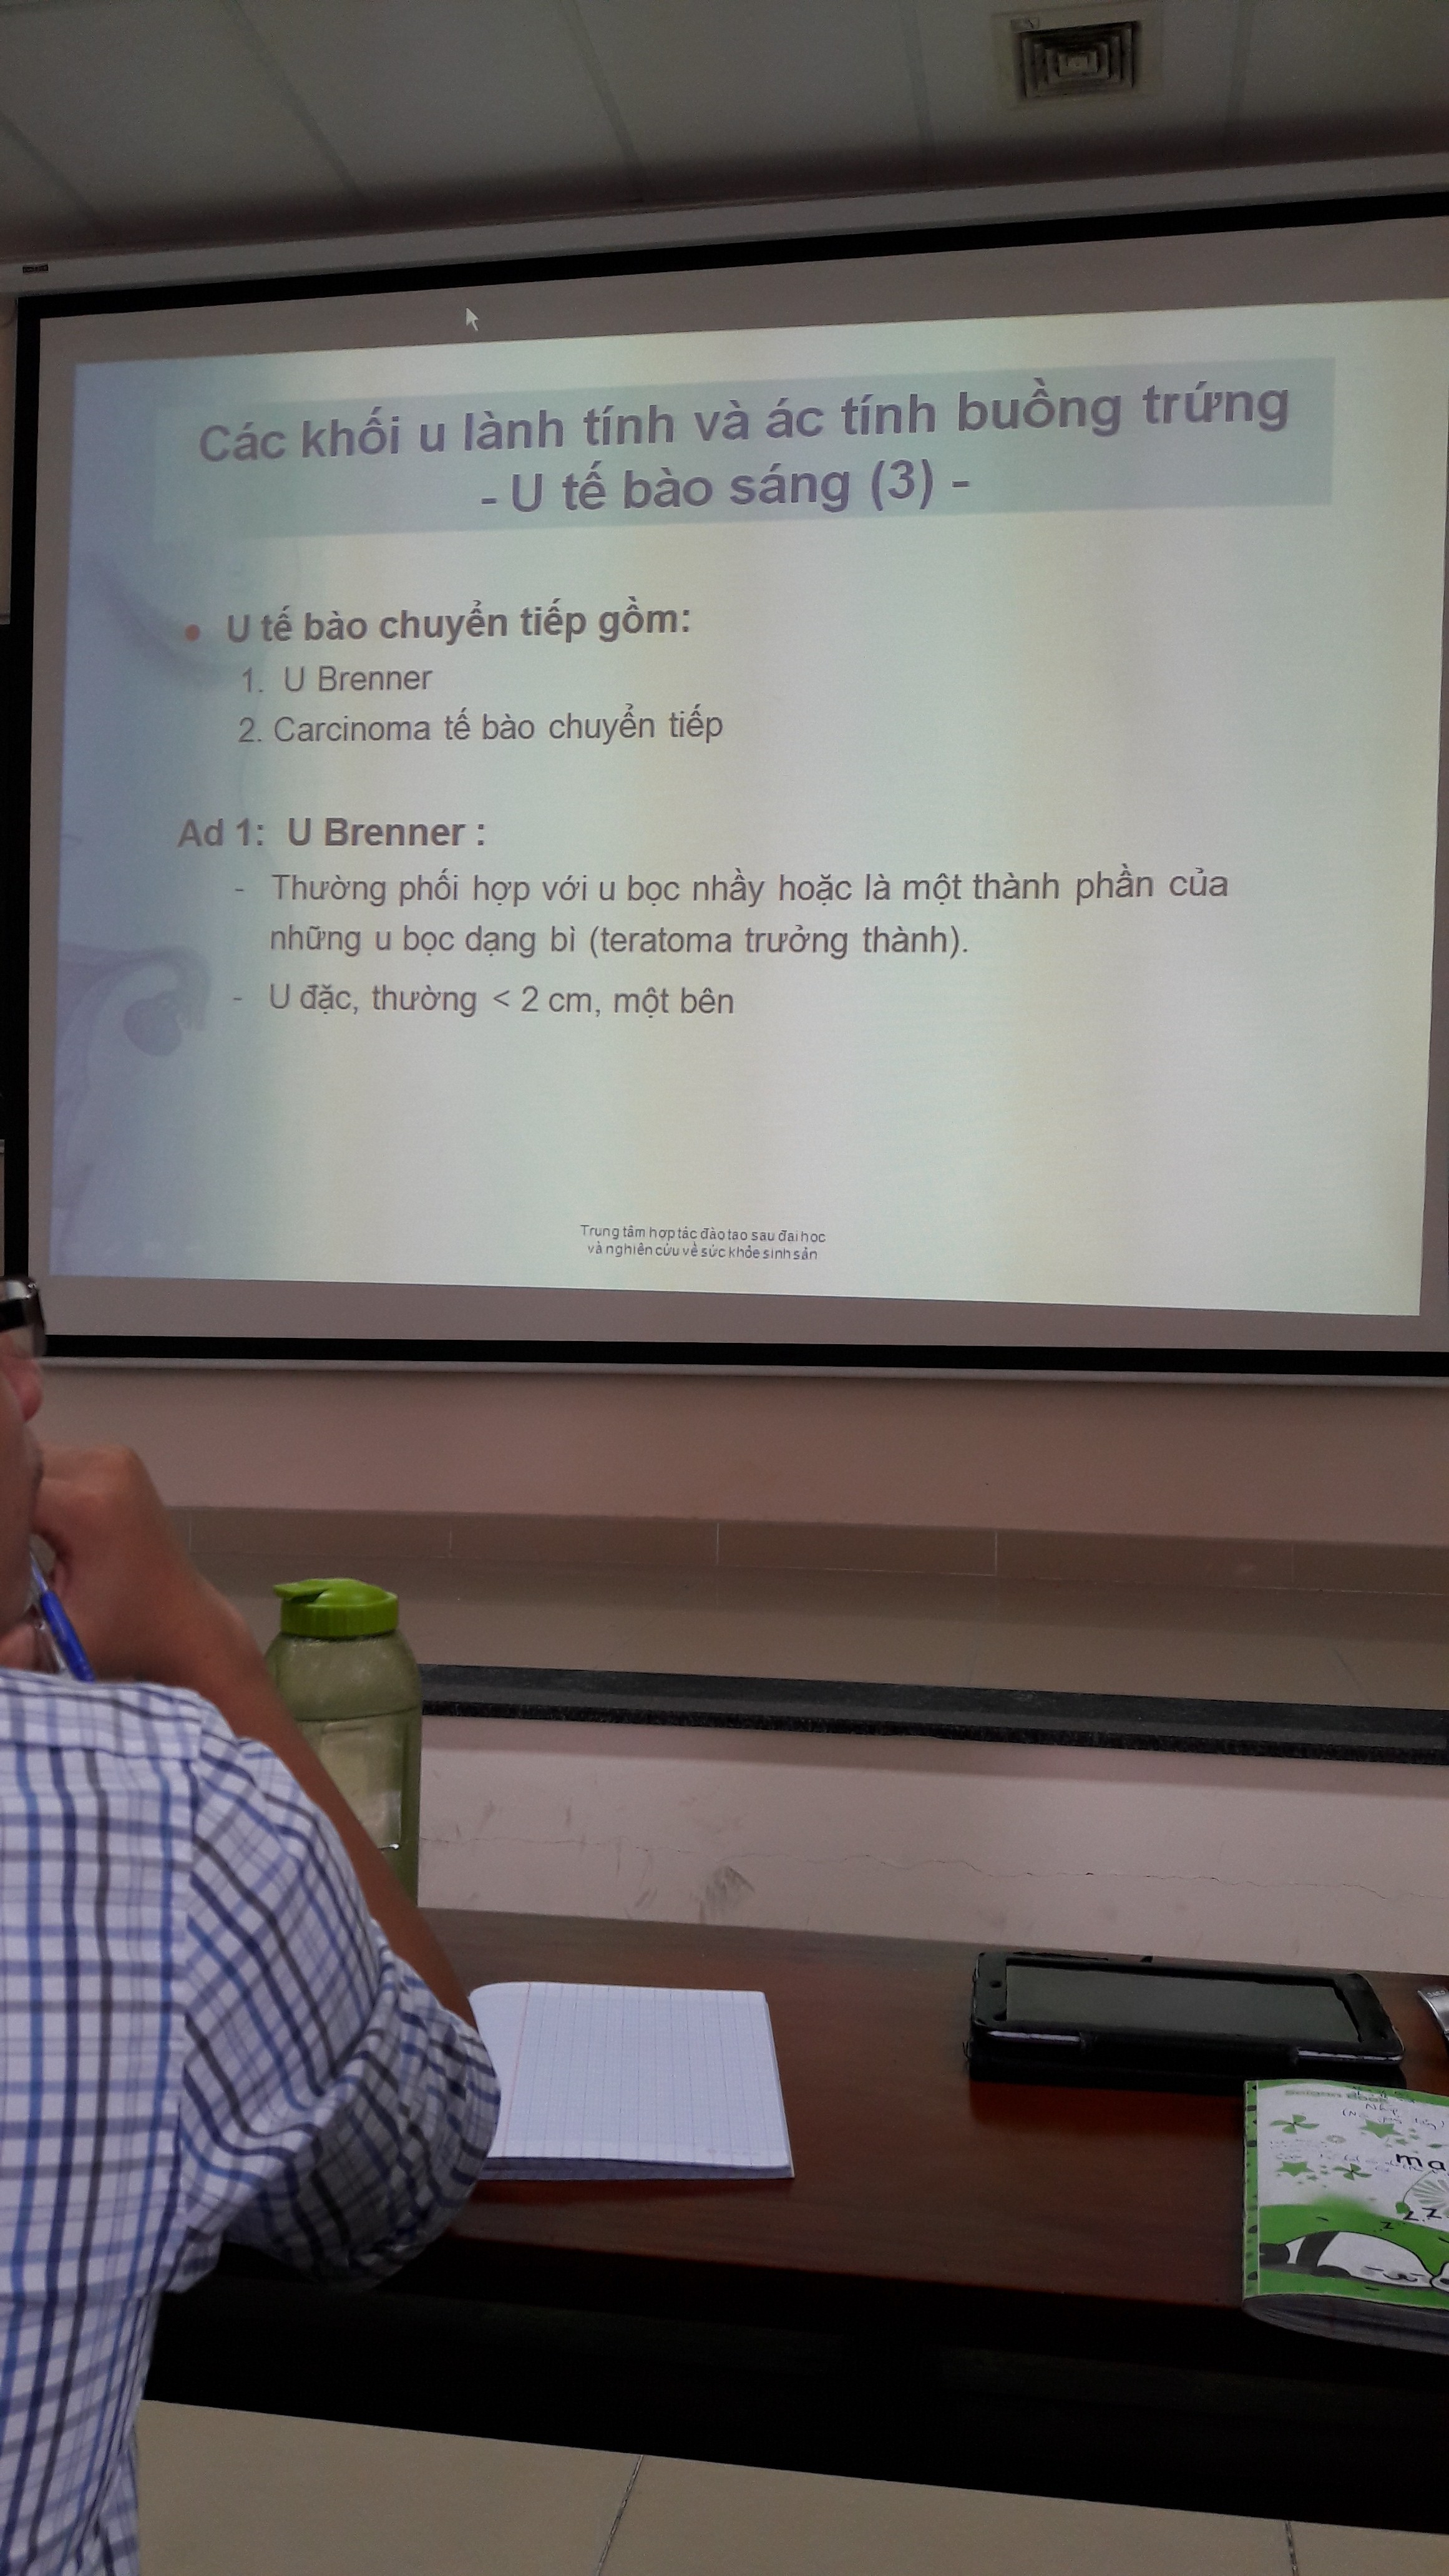 Các khối u lành tính và ác tính buồng trứng
- U tế bào sáng (3) -
• U tế bào chuyển tiếp gồm:
1. U Brenner
2. Carcinoma tế bào chuyển tiếp
Ad 1: U Brenner :
- Thường phối hợp với u bọc nhầy hoặc là một thành phần của
những u bọc dạng bì (teratoma trưởng thành).
- U đặc, thường < 2 cm, một bên
Trung tâm hợp tác đào tạo sau đại học
và nghiên cứu về sức khỏe sinh sản
ma
z z z